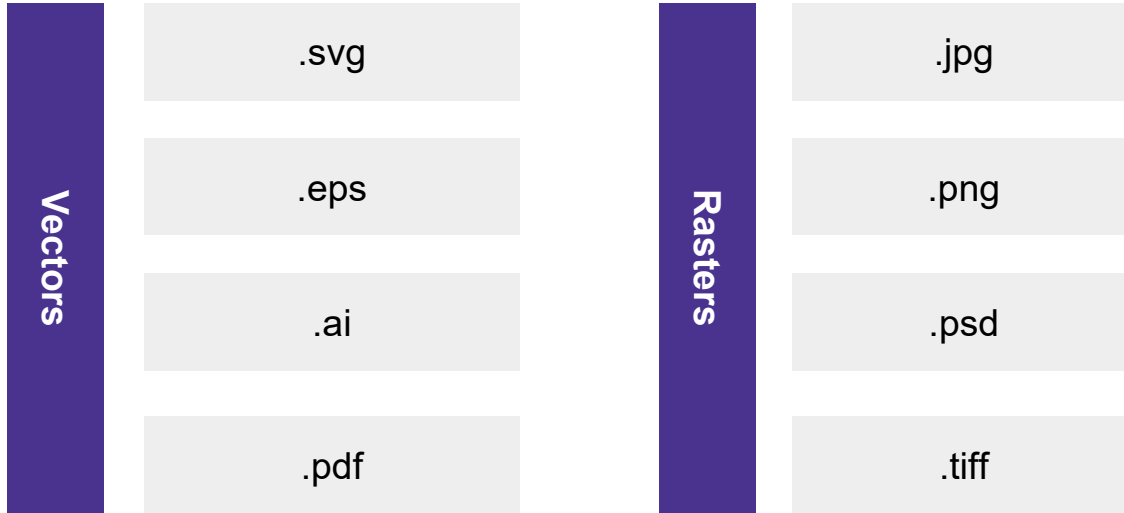 Vectors
.svg
.eps
.ai
.pdf
Rasters
.jpg
.png
.psd
.tiff